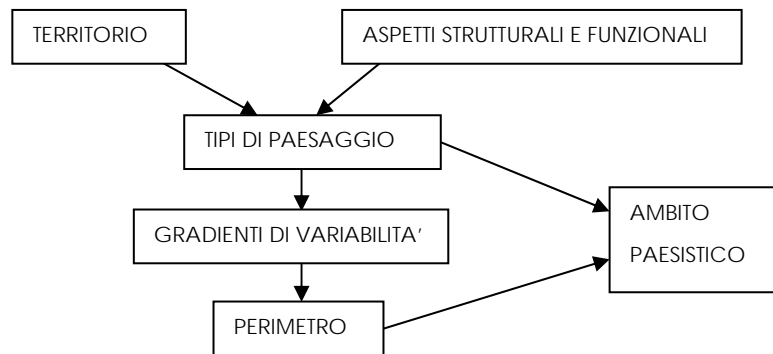 TERRITORIO
ASPETTI STRUTTURALI E FUNZIONALI
TIPI DI PAESAGGIO
GRADIENTI DI VARIABILITA’
AMBITO
PAESISTICO
PERIMETRO